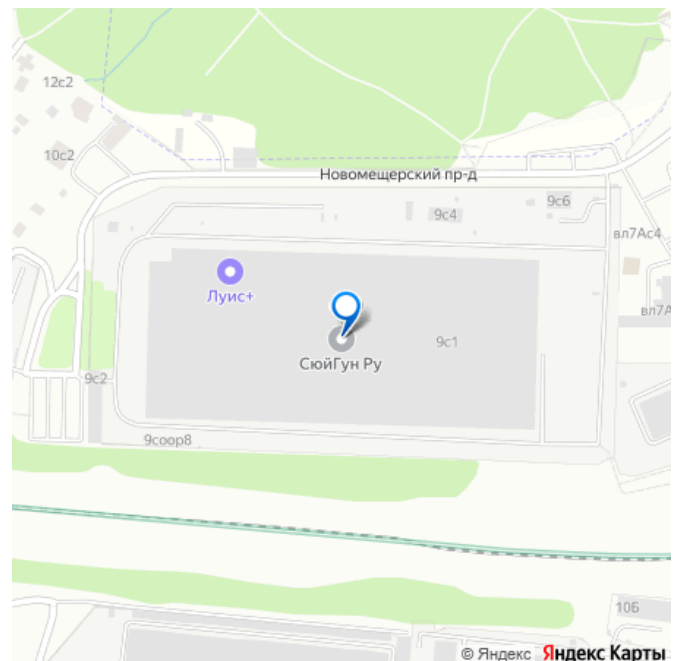 12с2
10с2
Новомещерский пр-д
9с6
9с4
вл7Ас4
Луис+
вл7А
9с1
СюйГун Ру
9с2
9соор8
10Б
© Яндекс Яндекс Карты